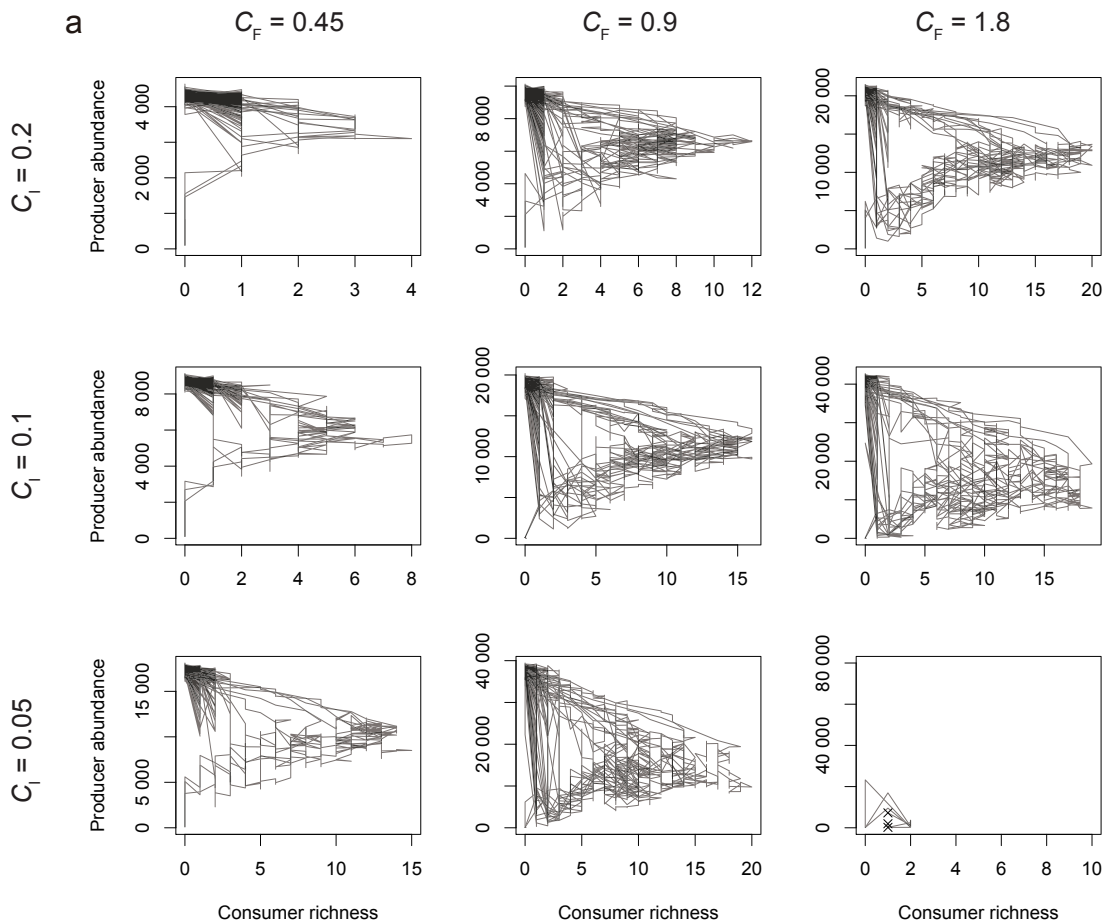 a
C_F = 0.45
C_F = 0.9
C_F = 1.8
C_I = 0.2
Producer abundance
0
2 000
4 000
0 1 2 3 4
0
4 000
8 000
0 2 4 6 8 10 12
0
10 000
20 000
0 5 10 15 20
C_I = 0.1
Producer abundance
0
4 000
8 000
0 2 4 6 8
0
10 000
20 000
0 5 10 15
0
20 000
40 000
0 5 10 15
C_I = 0.05
Producer abundance
0
5 000
10 000
15 000
0 5 10 15
Consumer richness
0
20 000
40 000
0 5 10 15 20
Consumer richness
0
40 000
80 000
0 2 4 6 8 10
Consumer richness